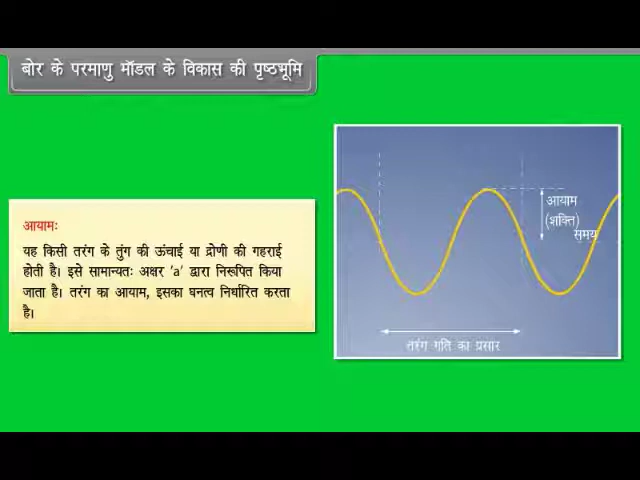 बोर के परमाणु मॉडल के विकास की पृष्ठभूमि
आयामः
यह किसी तरंग के तुंग की ऊंचाई या द्रोणी की गहराई
होती है। इसे सामान्यतः अक्षर 'a' द्वारा निरूपित किया
जाता है। तरंग का आयाम, इसका घनत्व निर्धारित करता
है।
आयाम
(शक्ति)
समय
तरंग गति का प्रसार